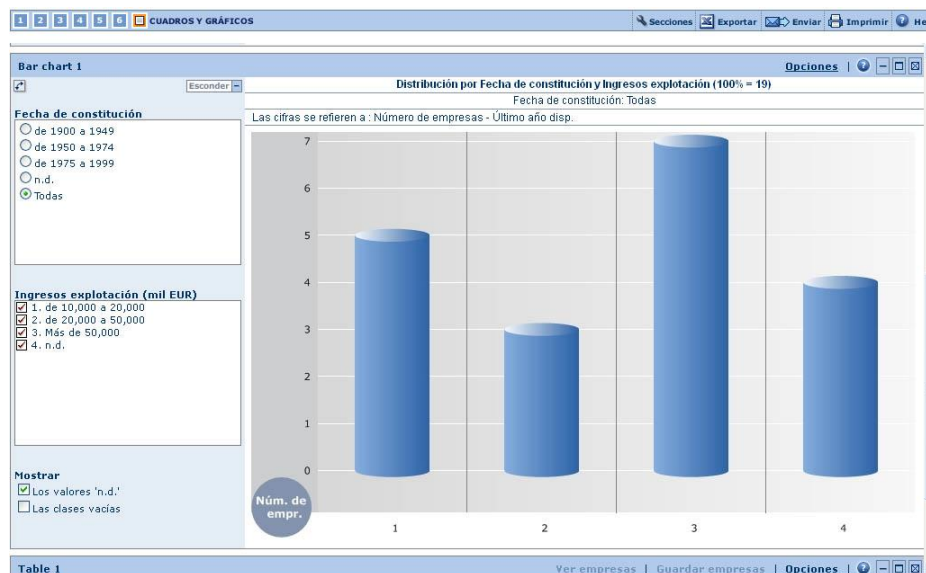 1 2 3 4 5 6 CUADROS Y GRÁFICOS Secciones Exportar Enviar Imprimir ? He
Bar chart 1 Opciones | ?
Esconder
Distribución por Fecha de constitución y Ingresos explotación (100% = 19)
Fecha de constitución: Todas
Las cifras se refieren a : Número de empresas - Último año disp.
Fecha de constitución
de 1900 a 1949
de 1950 a 1974
de 1975 a 1999
n.d.
Todas
Ingresos explotación (mil EUR)
1. de 10,000 a 20,000
2. de 20,000 a 50,000
3. Más de 50,000
4. n.d.
Mostrar
Los valores 'n.d.'
Las clases vacías
7
6
5
4
3
2
1
0
Núm. de
empr.
1 2 3 4
Table 1 Ver empresas | Guardar empresas | Opciones | ?